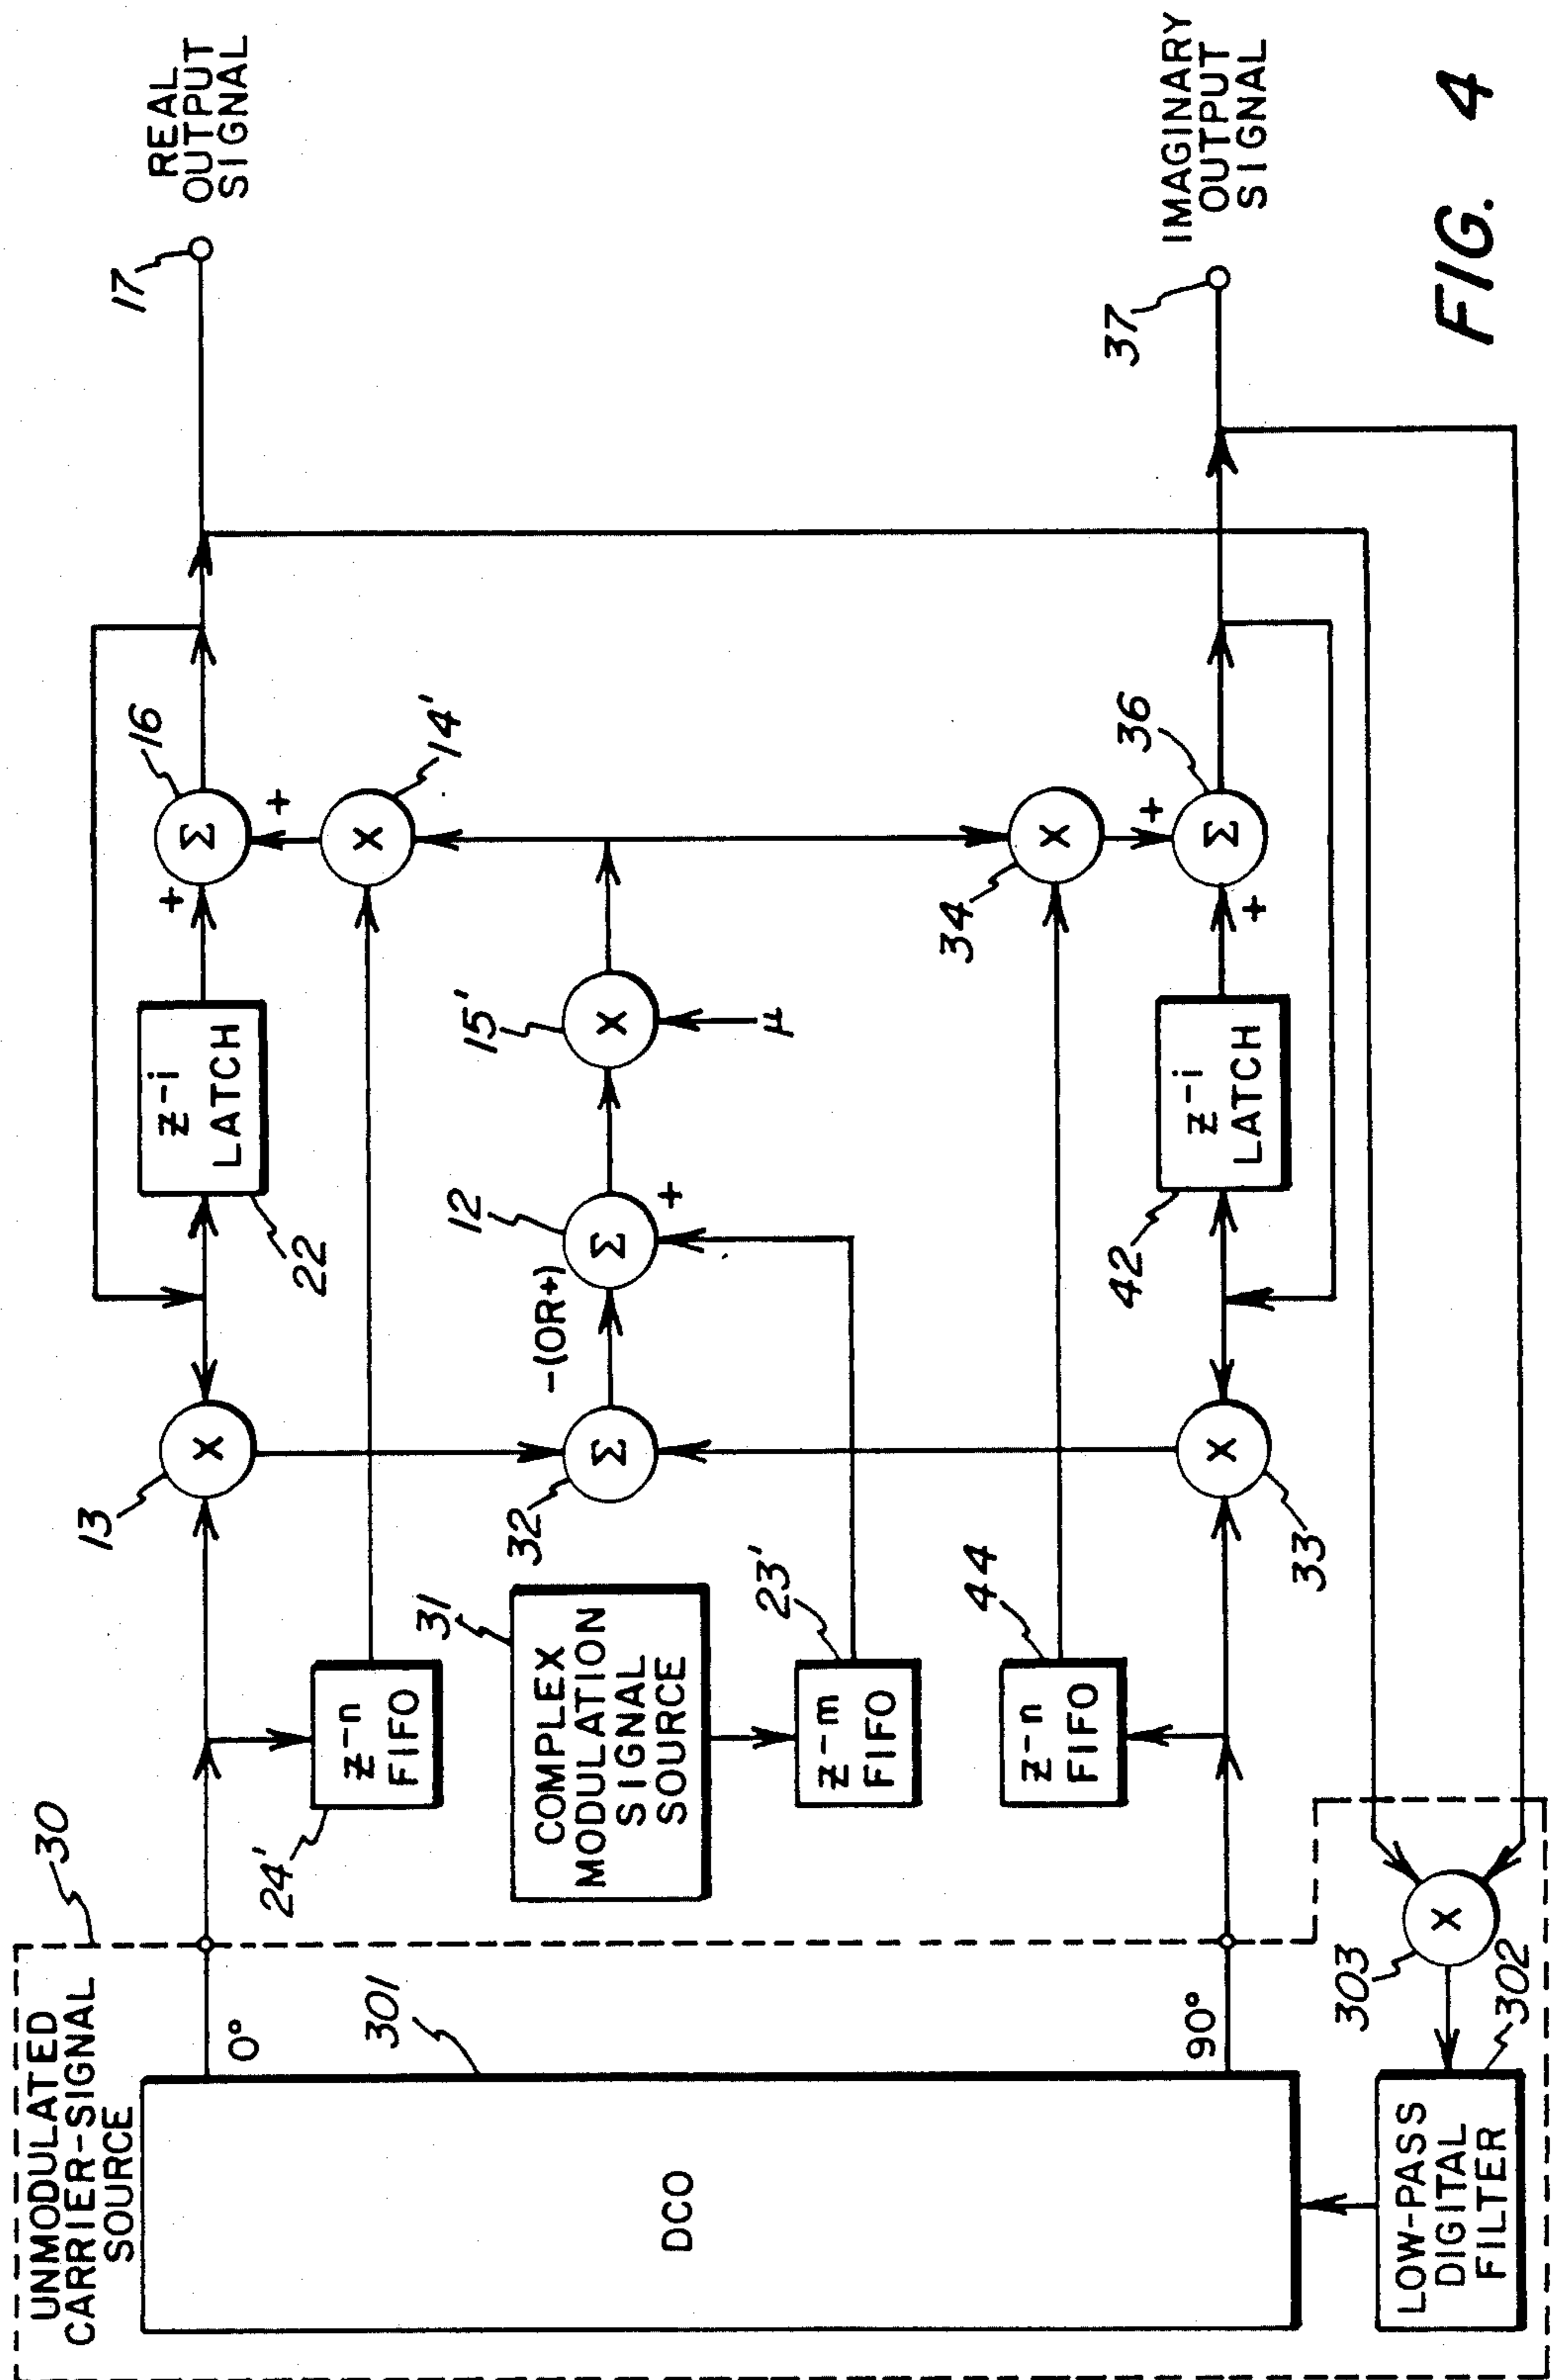 UNMODULATED
CARRIER-SIGNAL
SOURCE
30
DCO
301
0°
90°
LOW-PASS
DIGITAL
FILTER
302
303
X
24'
z-n
FIFO
COMPLEX
MODULATION
SIGNAL
SOURCE
31
z-m
FIFO
23'
z-n
FIFO
44
13
X
32
Σ
33
X
-(OR+)
12
Σ
+
22
z-i
LATCH
15'
X
μ
42
z-i
LATCH
+
16
Σ
+
14'
X
34
X
+
36
Σ
+
17
REAL
OUTPUT
SIGNAL
37
IMAGINARY
OUTPUT
SIGNAL
FIG. 4